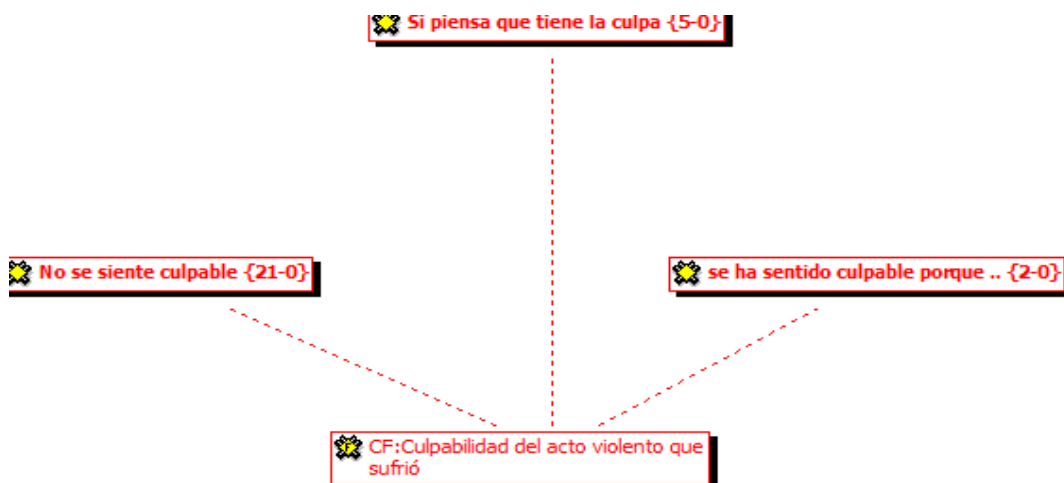 Si piensa que tiene la culpa {5-0}
No se siente culpable {21-0}
se ha sentido culpable porque .. {2-0}
CF:Culpabilidad del acto violento que
sufrió